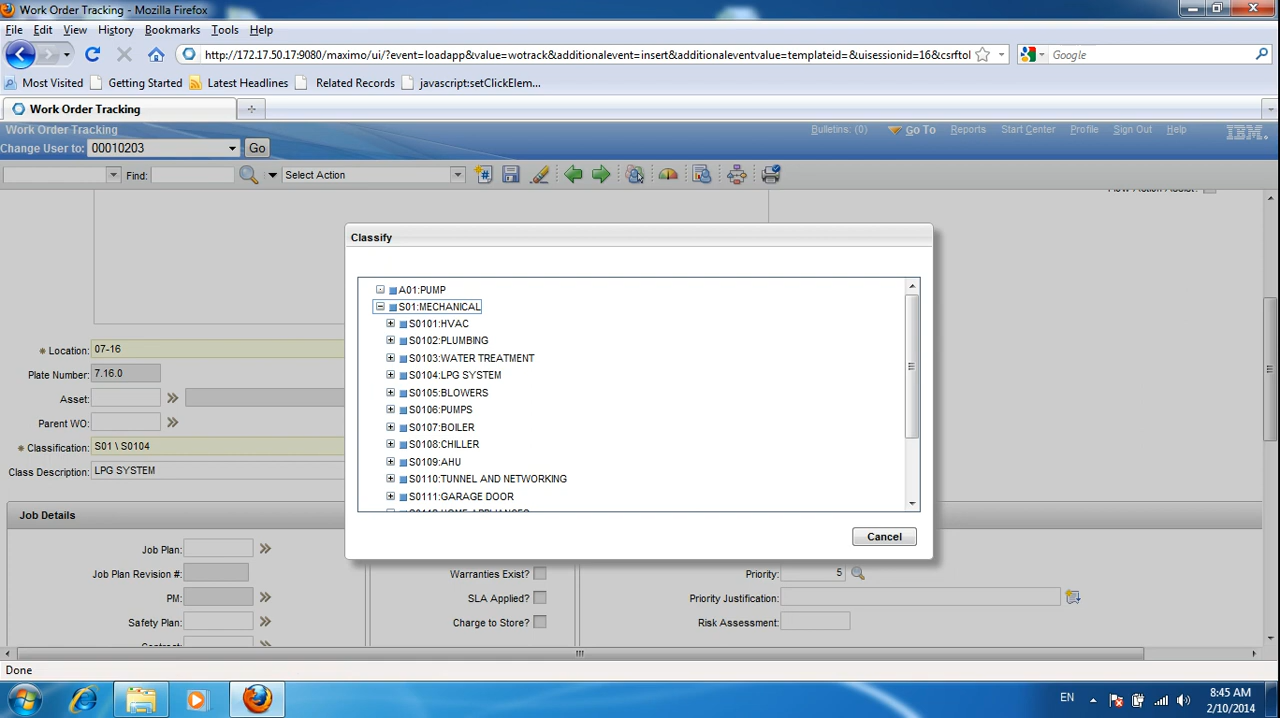 Work Order Tracking - Mozilla Firefox
File Edit View History Bookmarks Tools Help
http://172.17.50.17:9080/maximo/ui/?event=loadapp&value=wotrack&additionalevent=insert&additionaleventvalue=templateid=&uisessionid=16&csrftol
Google
Most Visited Getting Started Latest Headlines Related Records javascript:setClickElem...
Work Order Tracking
Work Order Tracking Bulletins: (0) Go To Reports Start Center Profile Sign Out Help IBM.
Change User to: 00010203 Go
Find: Select Action
Classify
A01:PUMP
S01:MECHANICAL
S0101:HVAC
S0102:PLUMBING
S0103:WATER TREATMENT
S0104:LPG SYSTEM
S0105:BLOWERS
S0106:PUMPS
S0107:BOILER
S0108:CHILLER
S0109:AHU
S0110:TUNNEL AND NETWORKING
S0111:GARAGE DOOR
Cancel
Location: 07-16
Plate Number: 7.16.0
Asset:
Parent WO:
Classification: S01 \ S0104
Class Description: LPG SYSTEM
Job Details
Job Plan:
Job Plan Revision #: Warranties Exist? Priority: 5
PM: SLA Applied? Priority Justification:
Safety Plan: Charge to Store? Risk Assessment:
Done
EN 8:45 AM
2/10/2014